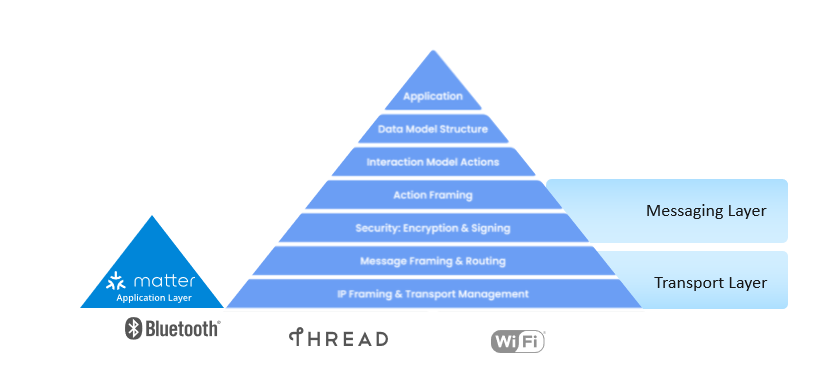 Application
Data Model Structure
Interaction Model Actions
Action Framing
Messaging Layer
Security: Encryption & Signing
Message Framing & Routing
matter
Transport Layer
IP Framing & Transport Management
Application Layer
Bluetooth®
THREAD
WiFi